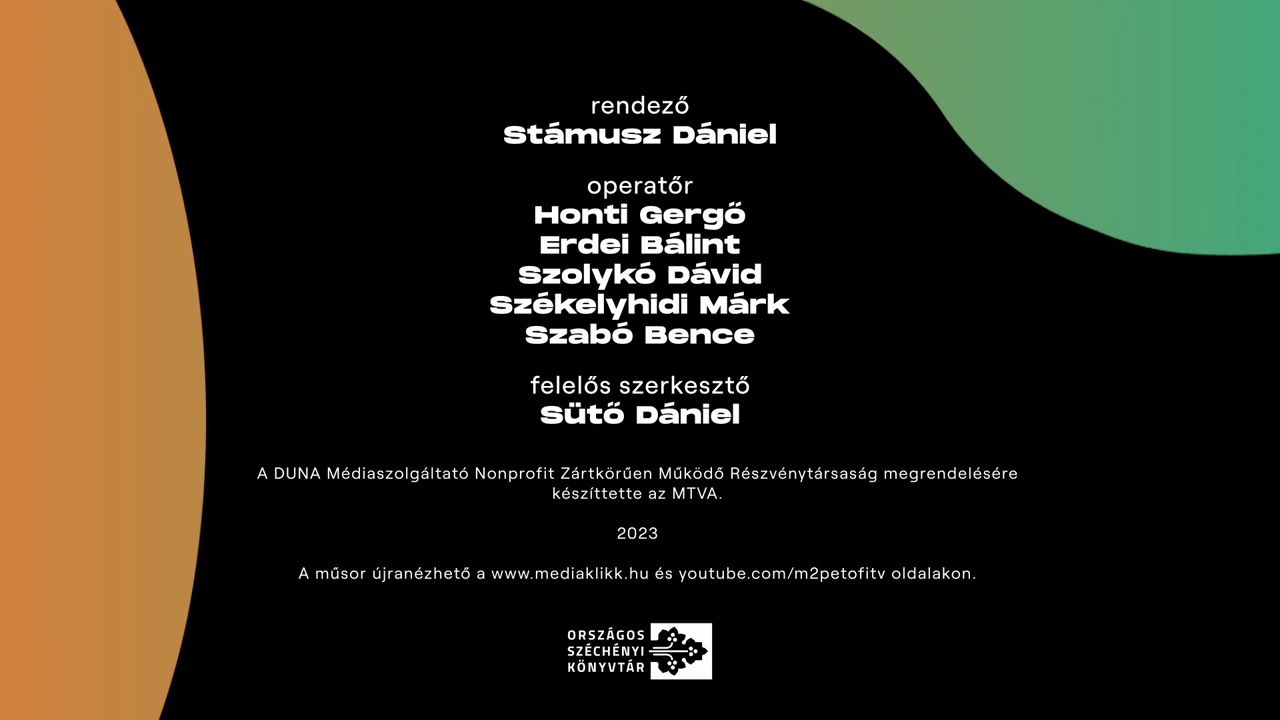 rendező
Stámusz Dániel
operatőr
Honti Gergő
Erdei Bálint
Szolykó Dávid
Székelyhidi Márk
Szabó Bence
felelős szerkesztő
Sütő Dániel
A DUNA Médiaszolgáltató Nonprofit Zártkörűen Működő Részvénytársaság megrendelésére
készíttette az MTVA.
2023
A műsor újranézhető a www.mediaklikk.hu és youtube.com/m2petofitv oldalakon.
ORSZÁGOS
SZÉCHÉNYI
KÖNYVTÁR